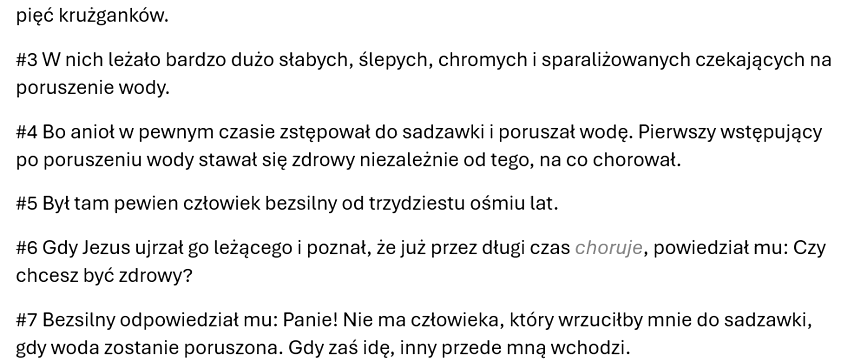 pięć krużganków.
#3 W nich leżało bardzo dużo słabych, ślepych, chromych i sparaliżowanych czekających na
poruszenie wody.
#4 Bo anioł w pewnym czasie zstępował do sadzawki i poruszał wodę. Pierwszy wstępujący
po poruszeniu wody stawał się zdrowy niezależnie od tego, na co chorował.
#5 Był tam pewien człowiek bezsilny od trzydziestu ośmiu lat.
#6 Gdy Jezus ujrzał go leżącego i poznał, że już przez długi czas choruje, powiedział mu: Czy
chcesz być zdrowy?
#7 Bezsilny odpowiedział mu: Panie! Nie ma człowieka, który wrzuciłby mnie do sadzawki,
gdy woda zostanie poruszona. Gdy zaś idę, inny przede mną wchodzi.